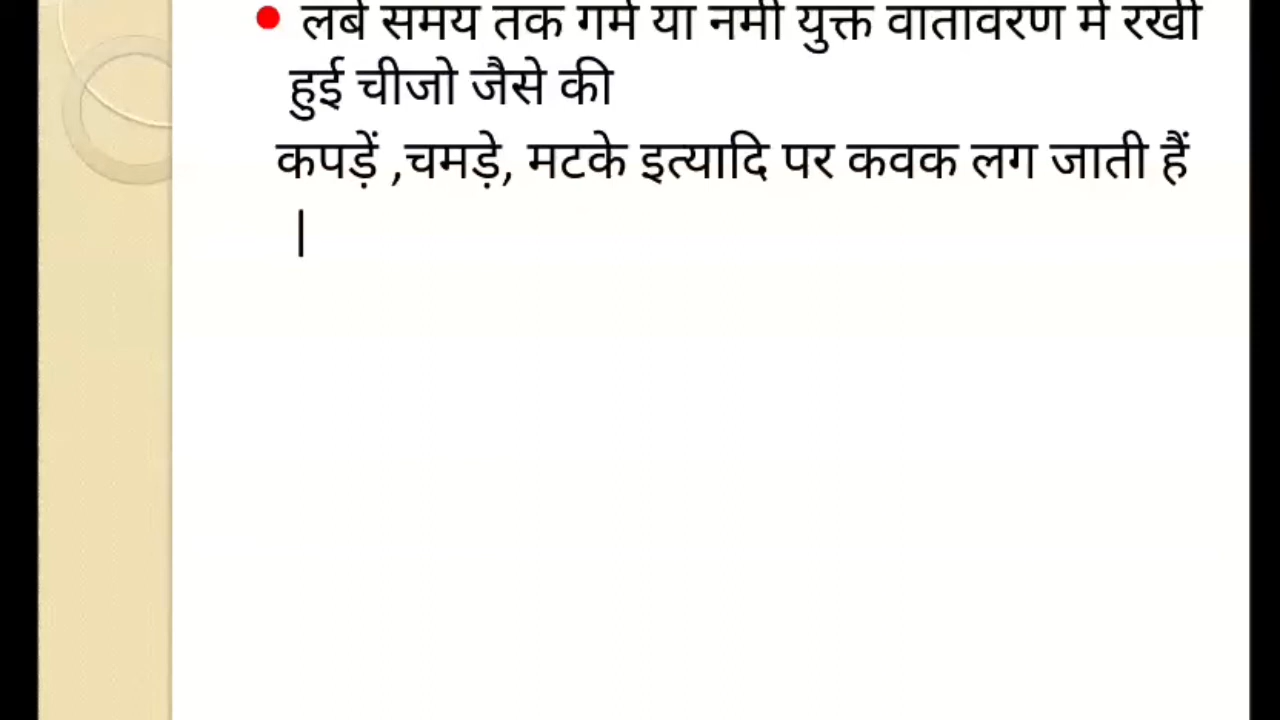 लंबे समय तक गर्म या नमी युक्त वातावरण में रखी
हुई चीजो जैसे की
कपड़ें ,चमड़े, मटके इत्यादि पर कवक लग जाती हैं
|